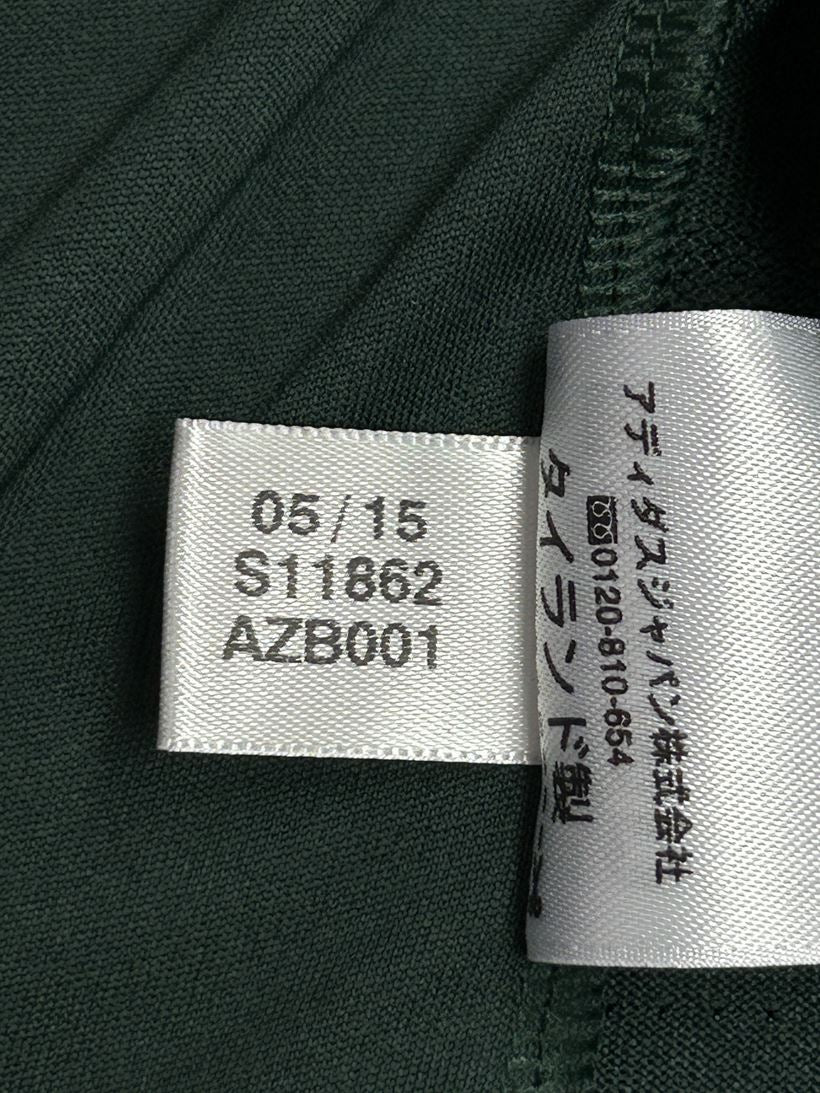 05/15
S11862
AZB001
アディダスジャパン株式会社
0120-810-654
タイランド製